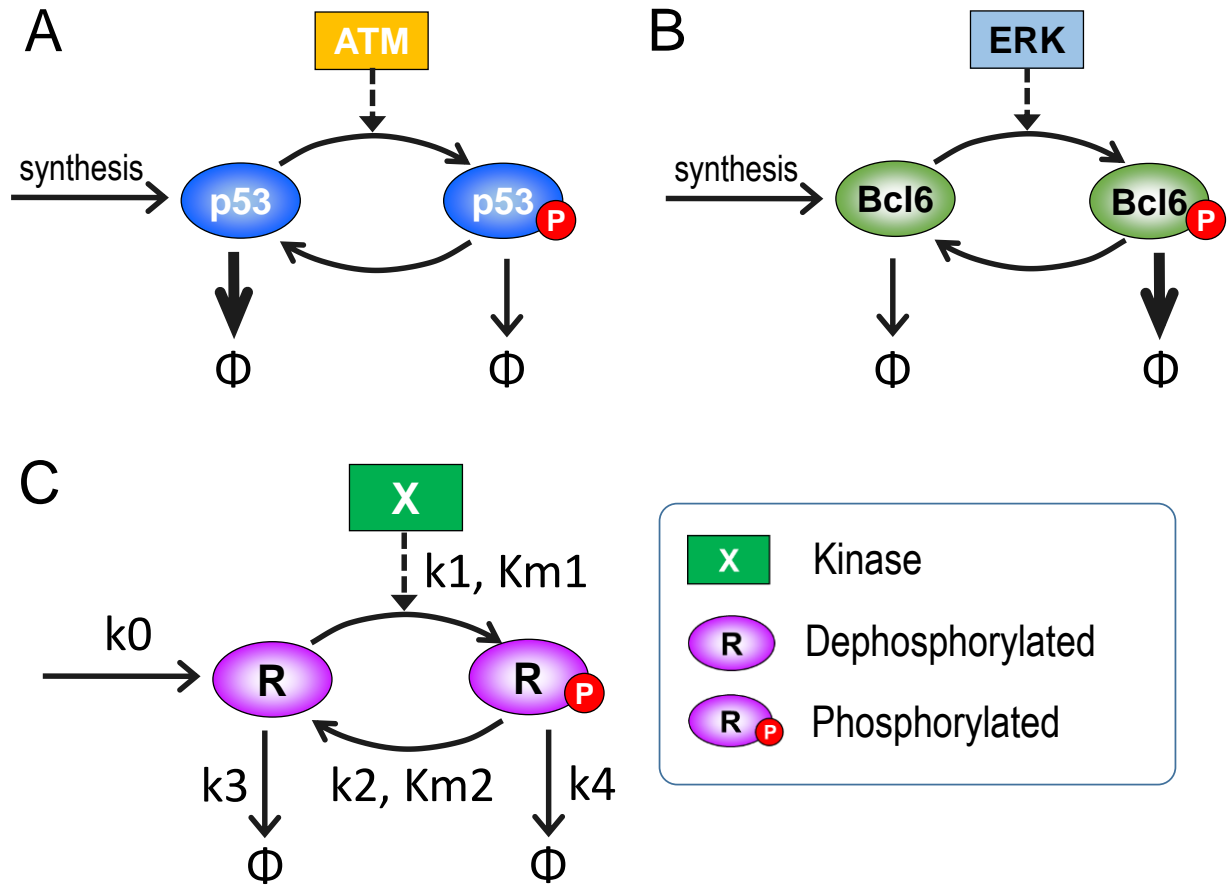 A
ATM
synthesis
p53
p53
P
Φ
Φ
B
ERK
synthesis
Bcl6
Bcl6
P
Φ
Φ
C
X
k1, Km1
k0
R
R
P
k3
k2, Km2
k4
Φ
Φ
X
Kinase
R
Dephosphorylated
R
P
Phosphorylated